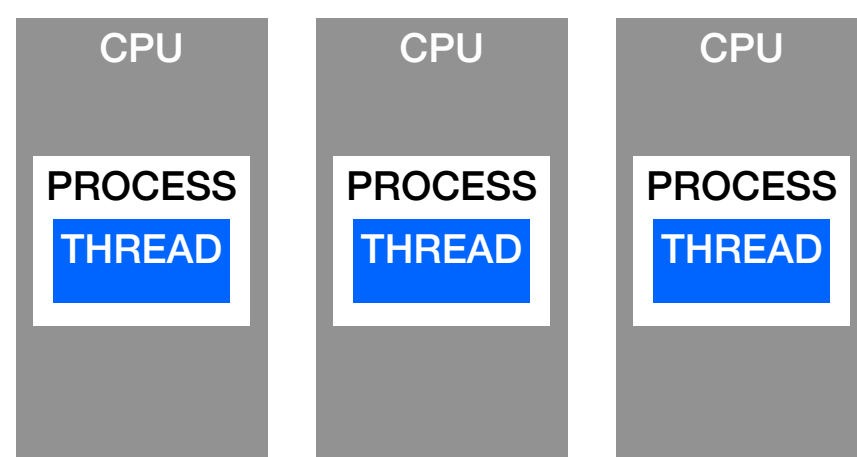 CPU
PROCESS
THREAD
CPU
PROCESS
THREAD
CPU
PROCESS
THREAD